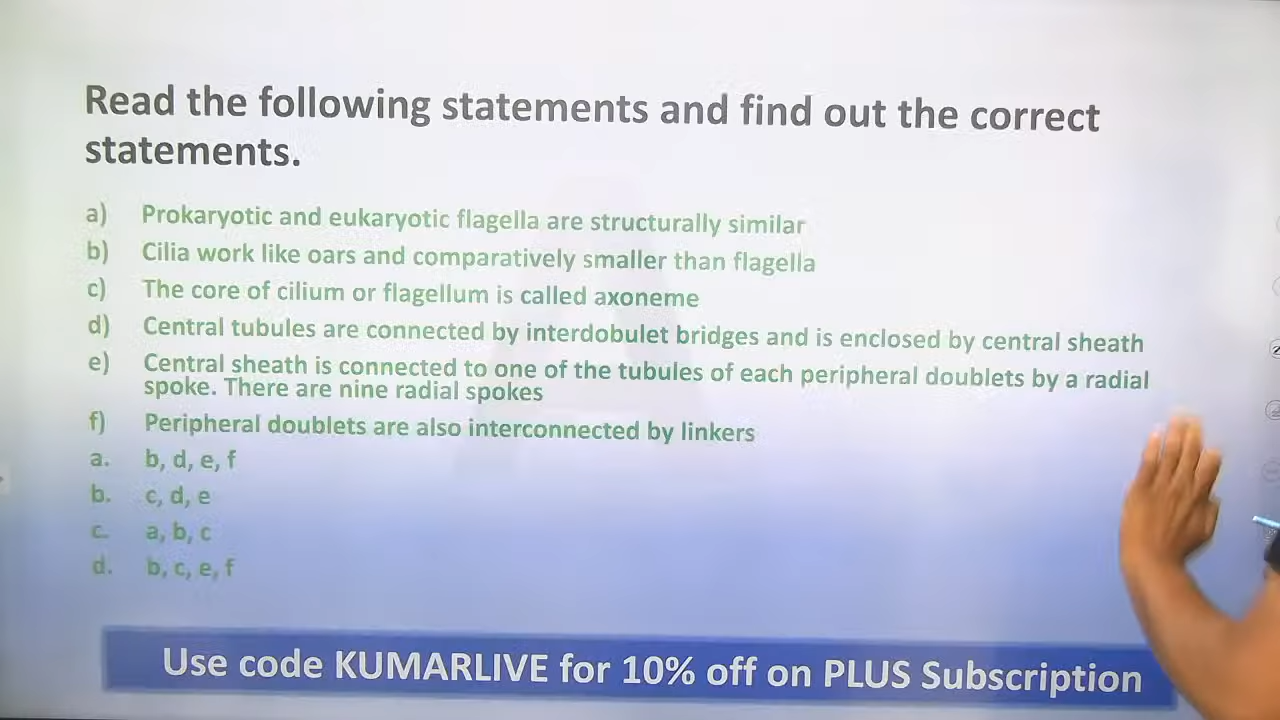 Read the following statements and find out the correct
statements.
a) Prokaryotic and eukaryotic flagella are structurally similar
b) Cilia work like oars and comparatively smaller than flagella
c) The core of cilium or flagellum is called axoneme
d) Central tubules are connected by interdobulet bridges and is enclosed by central sheath
e) Central sheath is connected to one of the tubules of each peripheral doublets by a radial
spoke. There are nine radial spokes
f) Peripheral doublets are also interconnected by linkers
a. b, d, e, f
b. c, d, e
c. a, b, c
d. b, c, e, f
Use code KUMARLIVE for 10% off on PLUS Subscription